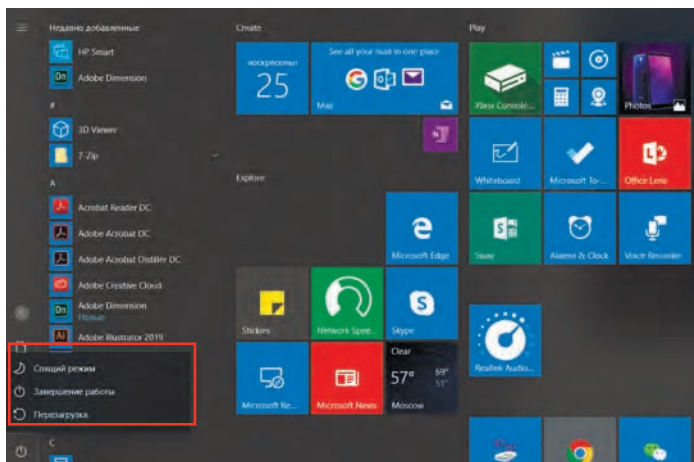 Недавно добавленные
HP Smart
Adobe Dimension
#
3D Viewer
7-Zip
A
Acrobat Reader DC
Adobe Acrobat DC
Adobe Acrobat Distiller DC
Adobe Creative Cloud
Adobe Dimension
Новые
Adobe Illustrator 2019
Спящий режим
Завершение работы
Перезагрузка
C
Create
воскресенье
25
See all your mail in one place
Mail
Explore
Microsoft Edge
Stickies
Network Spee...
Skype
Microsoft Re...
Microsoft News
Clear
57° 69°
51°
Moscow
Play
Xbox Console...
Photos
Whiteboard
Microsoft To-...
Office Lens
Sway
Alarms & Clock
Voice Recorder
Realtek Audio...